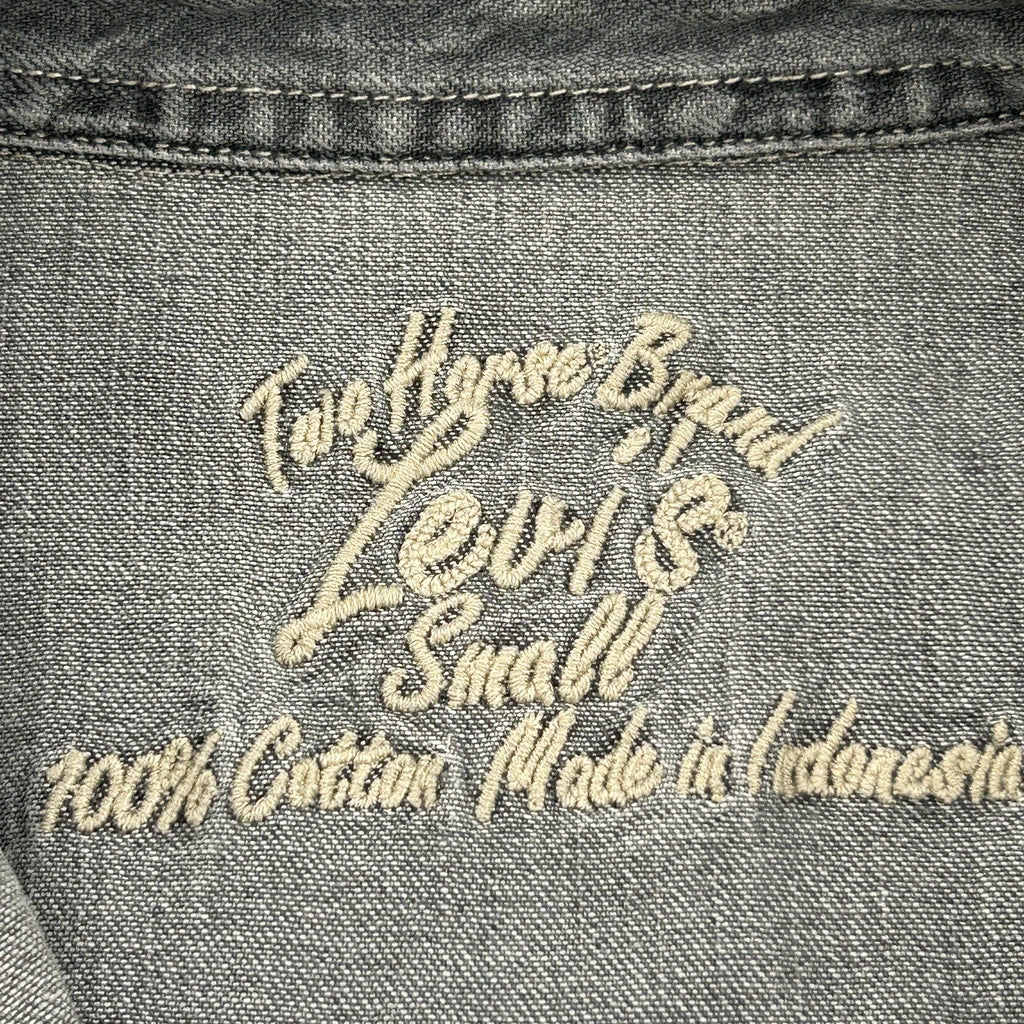 Two Horse® Brand
Levi's®
Small
100% Cotton Made in Indonesia